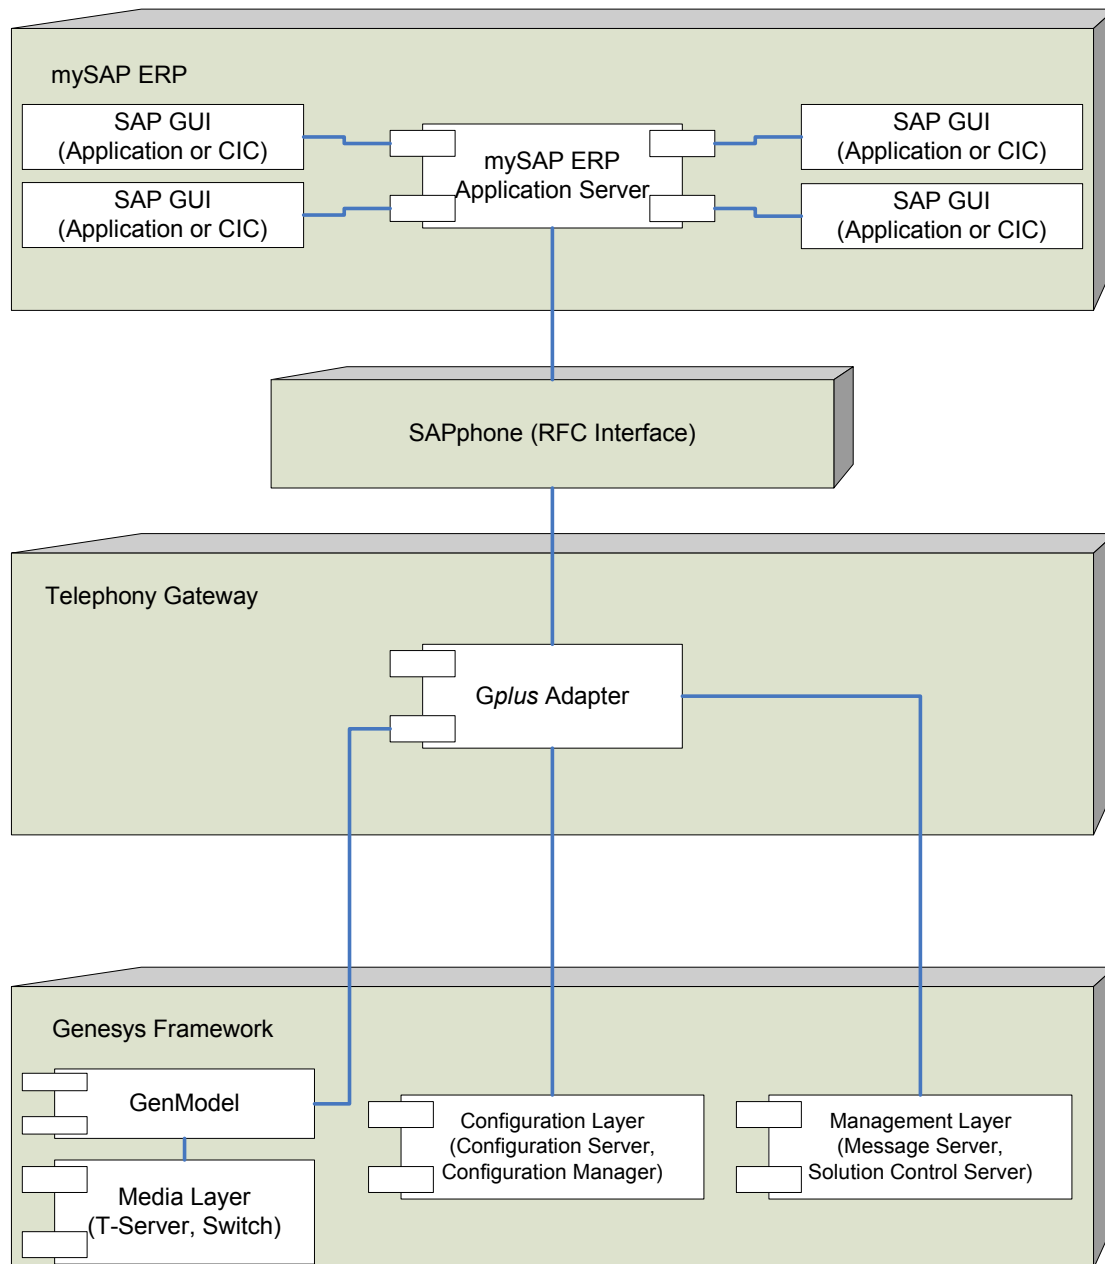 mySAP ERP
SAP GUI
(Application or CIC)
SAP GUI
(Application or CIC)
mySAP ERP
Application Server
SAP GUI
(Application or CIC)
SAP GUI
(Application or CIC)
SAPphone (RFC Interface)
Telephony Gateway
Gplus Adapter
Genesys Framework
GenModel
Media Layer
(T-Server, Switch)
Configuration Layer
(Configuration Server,
Configuration Manager)
Management Layer
(Message Server,
Solution Control Server)